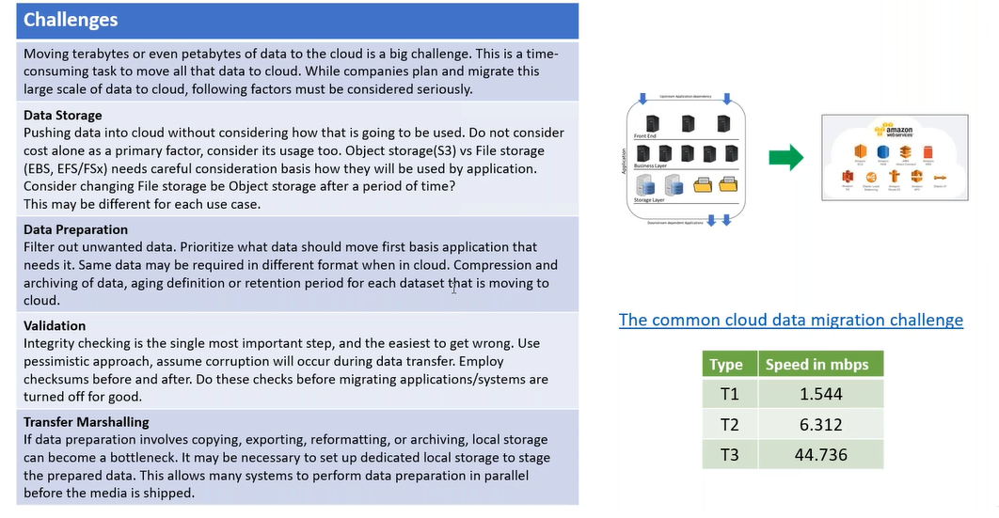 Challenges
Moving terabytes or even petabytes of data to the cloud is a big challenge. This is a time-
consuming task to move all that data to cloud. While companies plan and migrate this
large scale of data to cloud, following factors must be considered seriously.
Data Storage
Pushing data into cloud without considering how that is going to be used. Do not consider
cost alone as a primary factor, consider its usage too. Object storage(S3) vs File storage
(EBS, EFS/FSx) needs careful consideration basis how they will be used by application.
Consider changing File storage be Object storage after a period of time?
This may be different for each use case.
Data Preparation
Filter out unwanted data. Prioritize what data should move first basis application that
needs it. Same data may be required in different format when in cloud. Compression and
archiving of data, aging definition or retention period for each dataset that is moving to
cloud.
Validation
Integrity checking is the single most important step, and the easiest to get wrong. Use
pessimistic approach, assume corruption will occur during data transfer. Employ
checksums before and after. Do these checks before migrating applications/systems are
turned off for good.
Transfer Marshalling
If data preparation involves copying, exporting, reformatting, or archiving, local storage
can become a bottleneck. It may be necessary to set up dedicated local storage to stage
the prepared data. This allows many systems to perform data preparation in parallel
before the media is shipped.
Upstream Application dependency
Front End
Application
Business Layer
Storage Layer
Downstream dependent Applications
amazon
webservices
The common cloud data migration challenge
Type Speed in mbps
T1 1.544
T2 6.312
T3 44.736